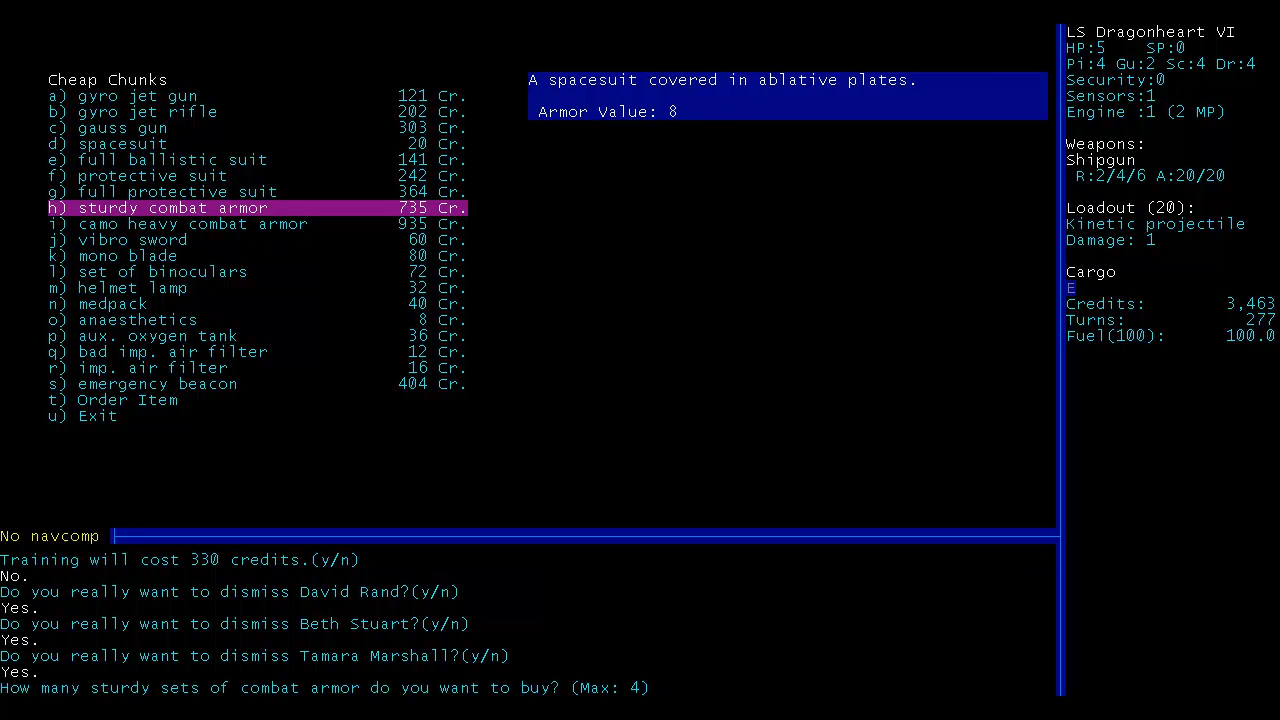 Cheap Chunks
a) gyro jet gun 121 Cr.
b) gyro jet rifle 202 Cr.
c) gauss gun 303 Cr.
d) spacesuit 20 Cr.
e) full ballistic suit 141 Cr.
f) protective suit 242 Cr.
g) full protective suit 364 Cr.
h) sturdy combat armor 735 Cr.
i) camo heavy combat armor 935 Cr.
j) vibro sword 60 Cr.
k) mono blade 80 Cr.
l) set of binoculars 72 Cr.
m) helmet lamp 32 Cr.
n) medpack 40 Cr.
o) anaesthetics 8 Cr.
p) aux. oxygen tank 36 Cr.
q) bad imp. air filter 12 Cr.
r) imp. air filter 16 Cr.
s) emergency beacon 404 Cr.
t) Order Item
u) Exit
A spacesuit covered in ablative plates.
Armor Value: 8
LS Dragonheart VI
HP:5 SP:0
Pi:4 Gu:2 Sc:4 Dr:4
Security:0
Sensors:1
Engine :1 (2 MP)
Weapons:
Shipgun
R:2/4/6 A:20/20
Loadout (20):
Kinetic projectile
Damage: 1
Cargo
E
Credits: 3,463
Turns: 277
Fuel(100): 100.0
No navcomp
Training will cost 330 credits.(y/n)
No.
Do you really want to dismiss David Rand?(y/n)
Yes.
Do you really want to dismiss Beth Stuart?(y/n)
Yes.
Do you really want to dismiss Tamara Marshall?(y/n)
Yes.
How many sturdy sets of combat armor do you want to buy? (Max: 4)